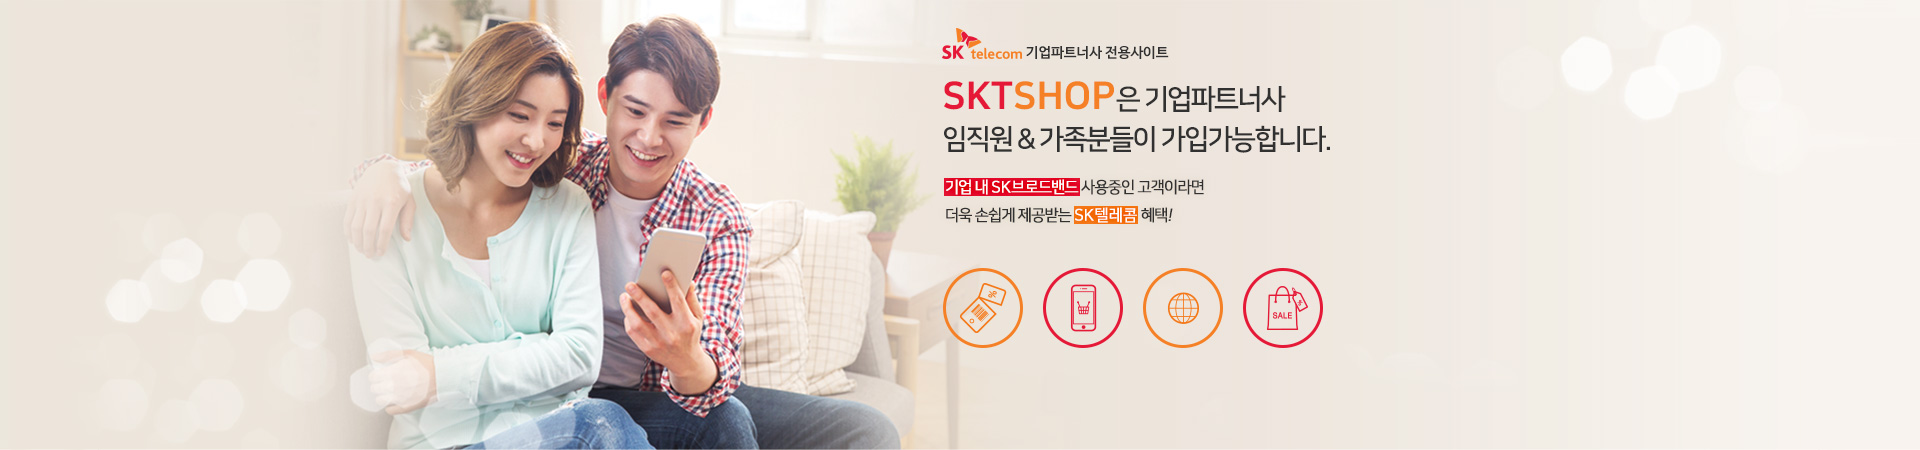 SK telecom 기업파트너사 전용사이트
SKTSHOP은 기업파트너사
임직원 & 가족분들이 가입가능합니다.
기업 내 SK브로드밴드 사용중인 고객이라면
더욱 손쉽게 제공받는 SK텔레콤 혜택!
SALE